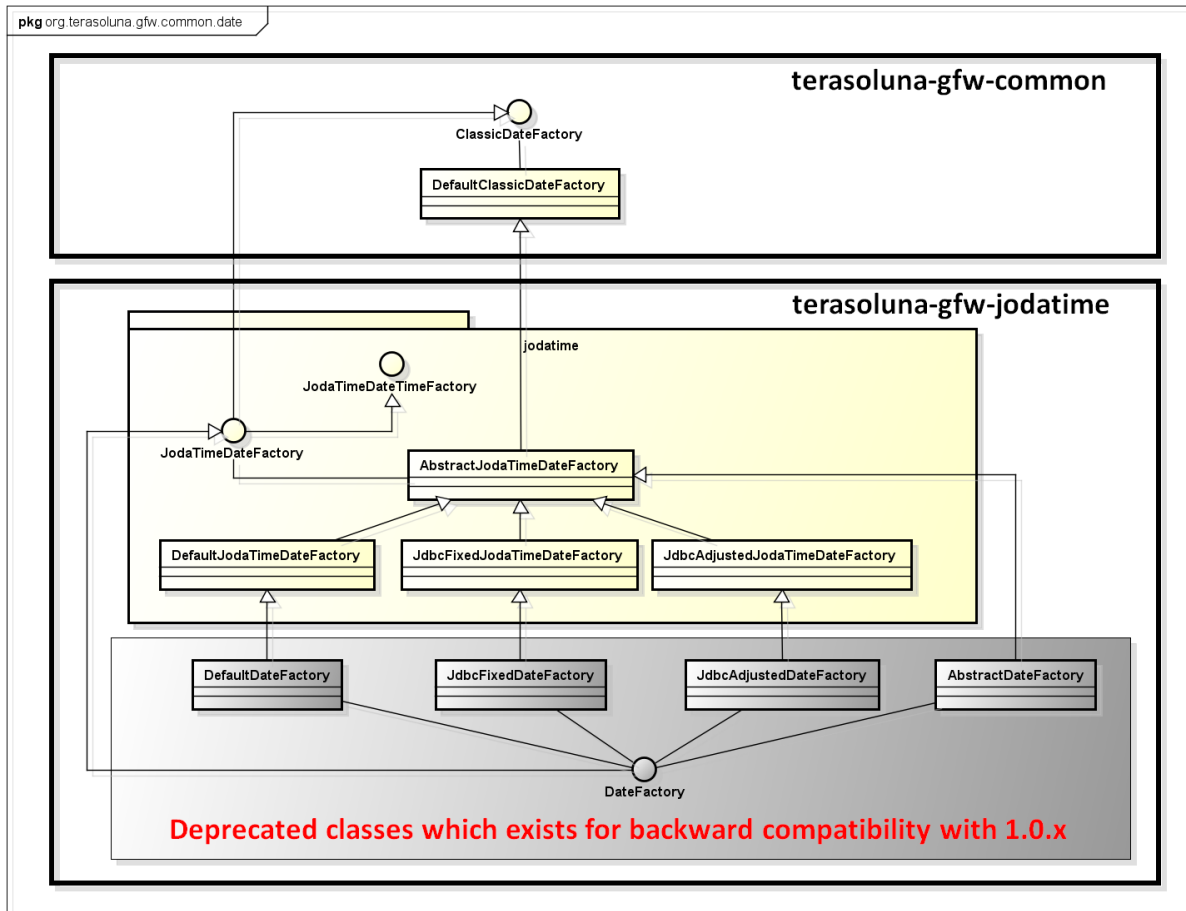 pkg org.terasoluna.gfw.common.date
terasoluna-gfw-common
ClassicDateFactory
DefaultClassicDateFactory
terasoluna-gfw-jodatime
jodatime
JodaTimeDateTimeFactory
JodaTimeDateFactory
AbstractJodaTimeDateFactory
DefaultJodaTimeDateFactory
JdbcFixedJodaTimeDateFactory
JdbcAdjustedJodaTimeDateFactory
DefaultDateFactory
JdbcFixedDateFactory
JdbcAdjustedDateFactory
AbstractDateFactory
DateFactory
Deprecated classes which exists for backward compatibility with 1.0.x